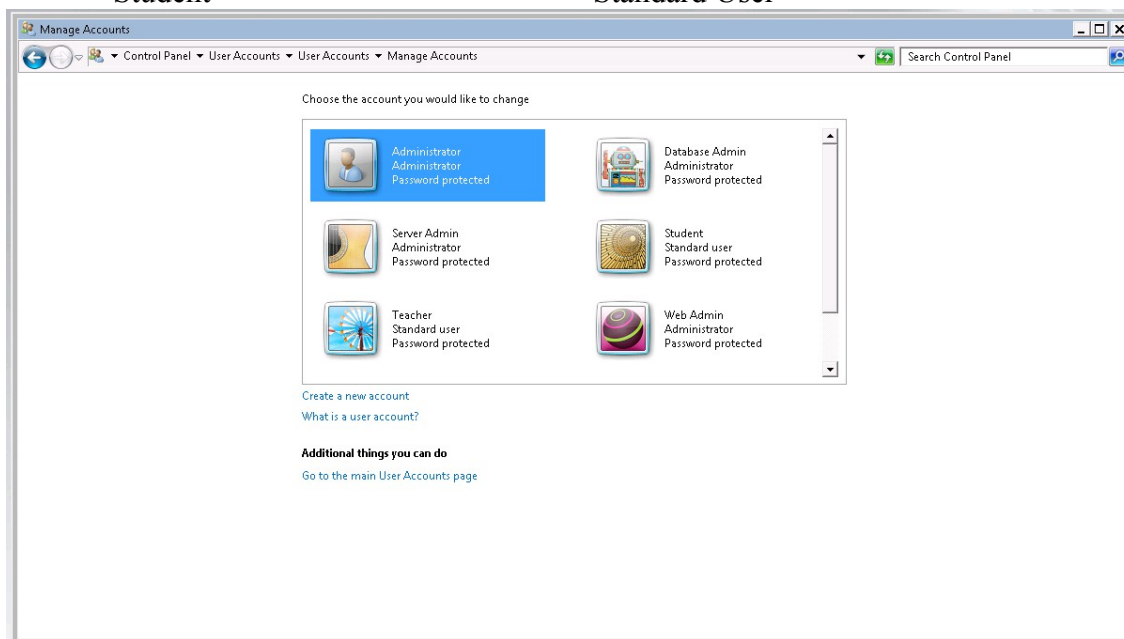 Student Standard User
Manage Accounts
Control Panel User Accounts User Accounts Manage Accounts Search Control Panel
Choose the account you would like to change
Administrator
Administrator
Password protected
Database Admin
Administrator
Password protected
Server Admin
Administrator
Password protected
Student
Standard user
Password protected
Teacher
Standard user
Password protected
Web Admin
Administrator
Password protected
Create a new account
What is a user account?
Additional things you can do
Go to the main User Accounts page